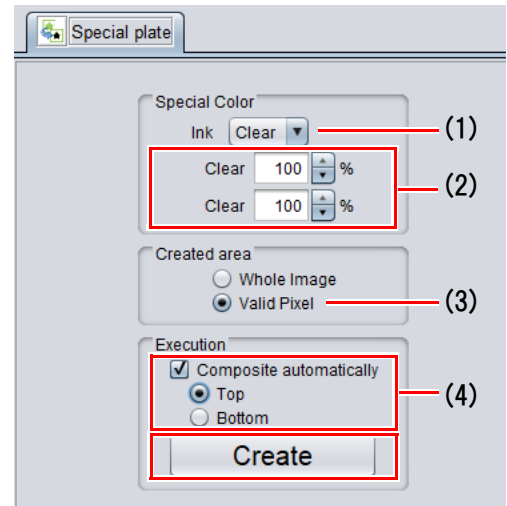 Special plate
Special Color
Ink Clear (1)
Clear 100 %
(2)
Clear 100 %
Created area
Whole Image
Valid Pixel (3)
Execution
Composite automatically
Top (4)
Bottom
Create